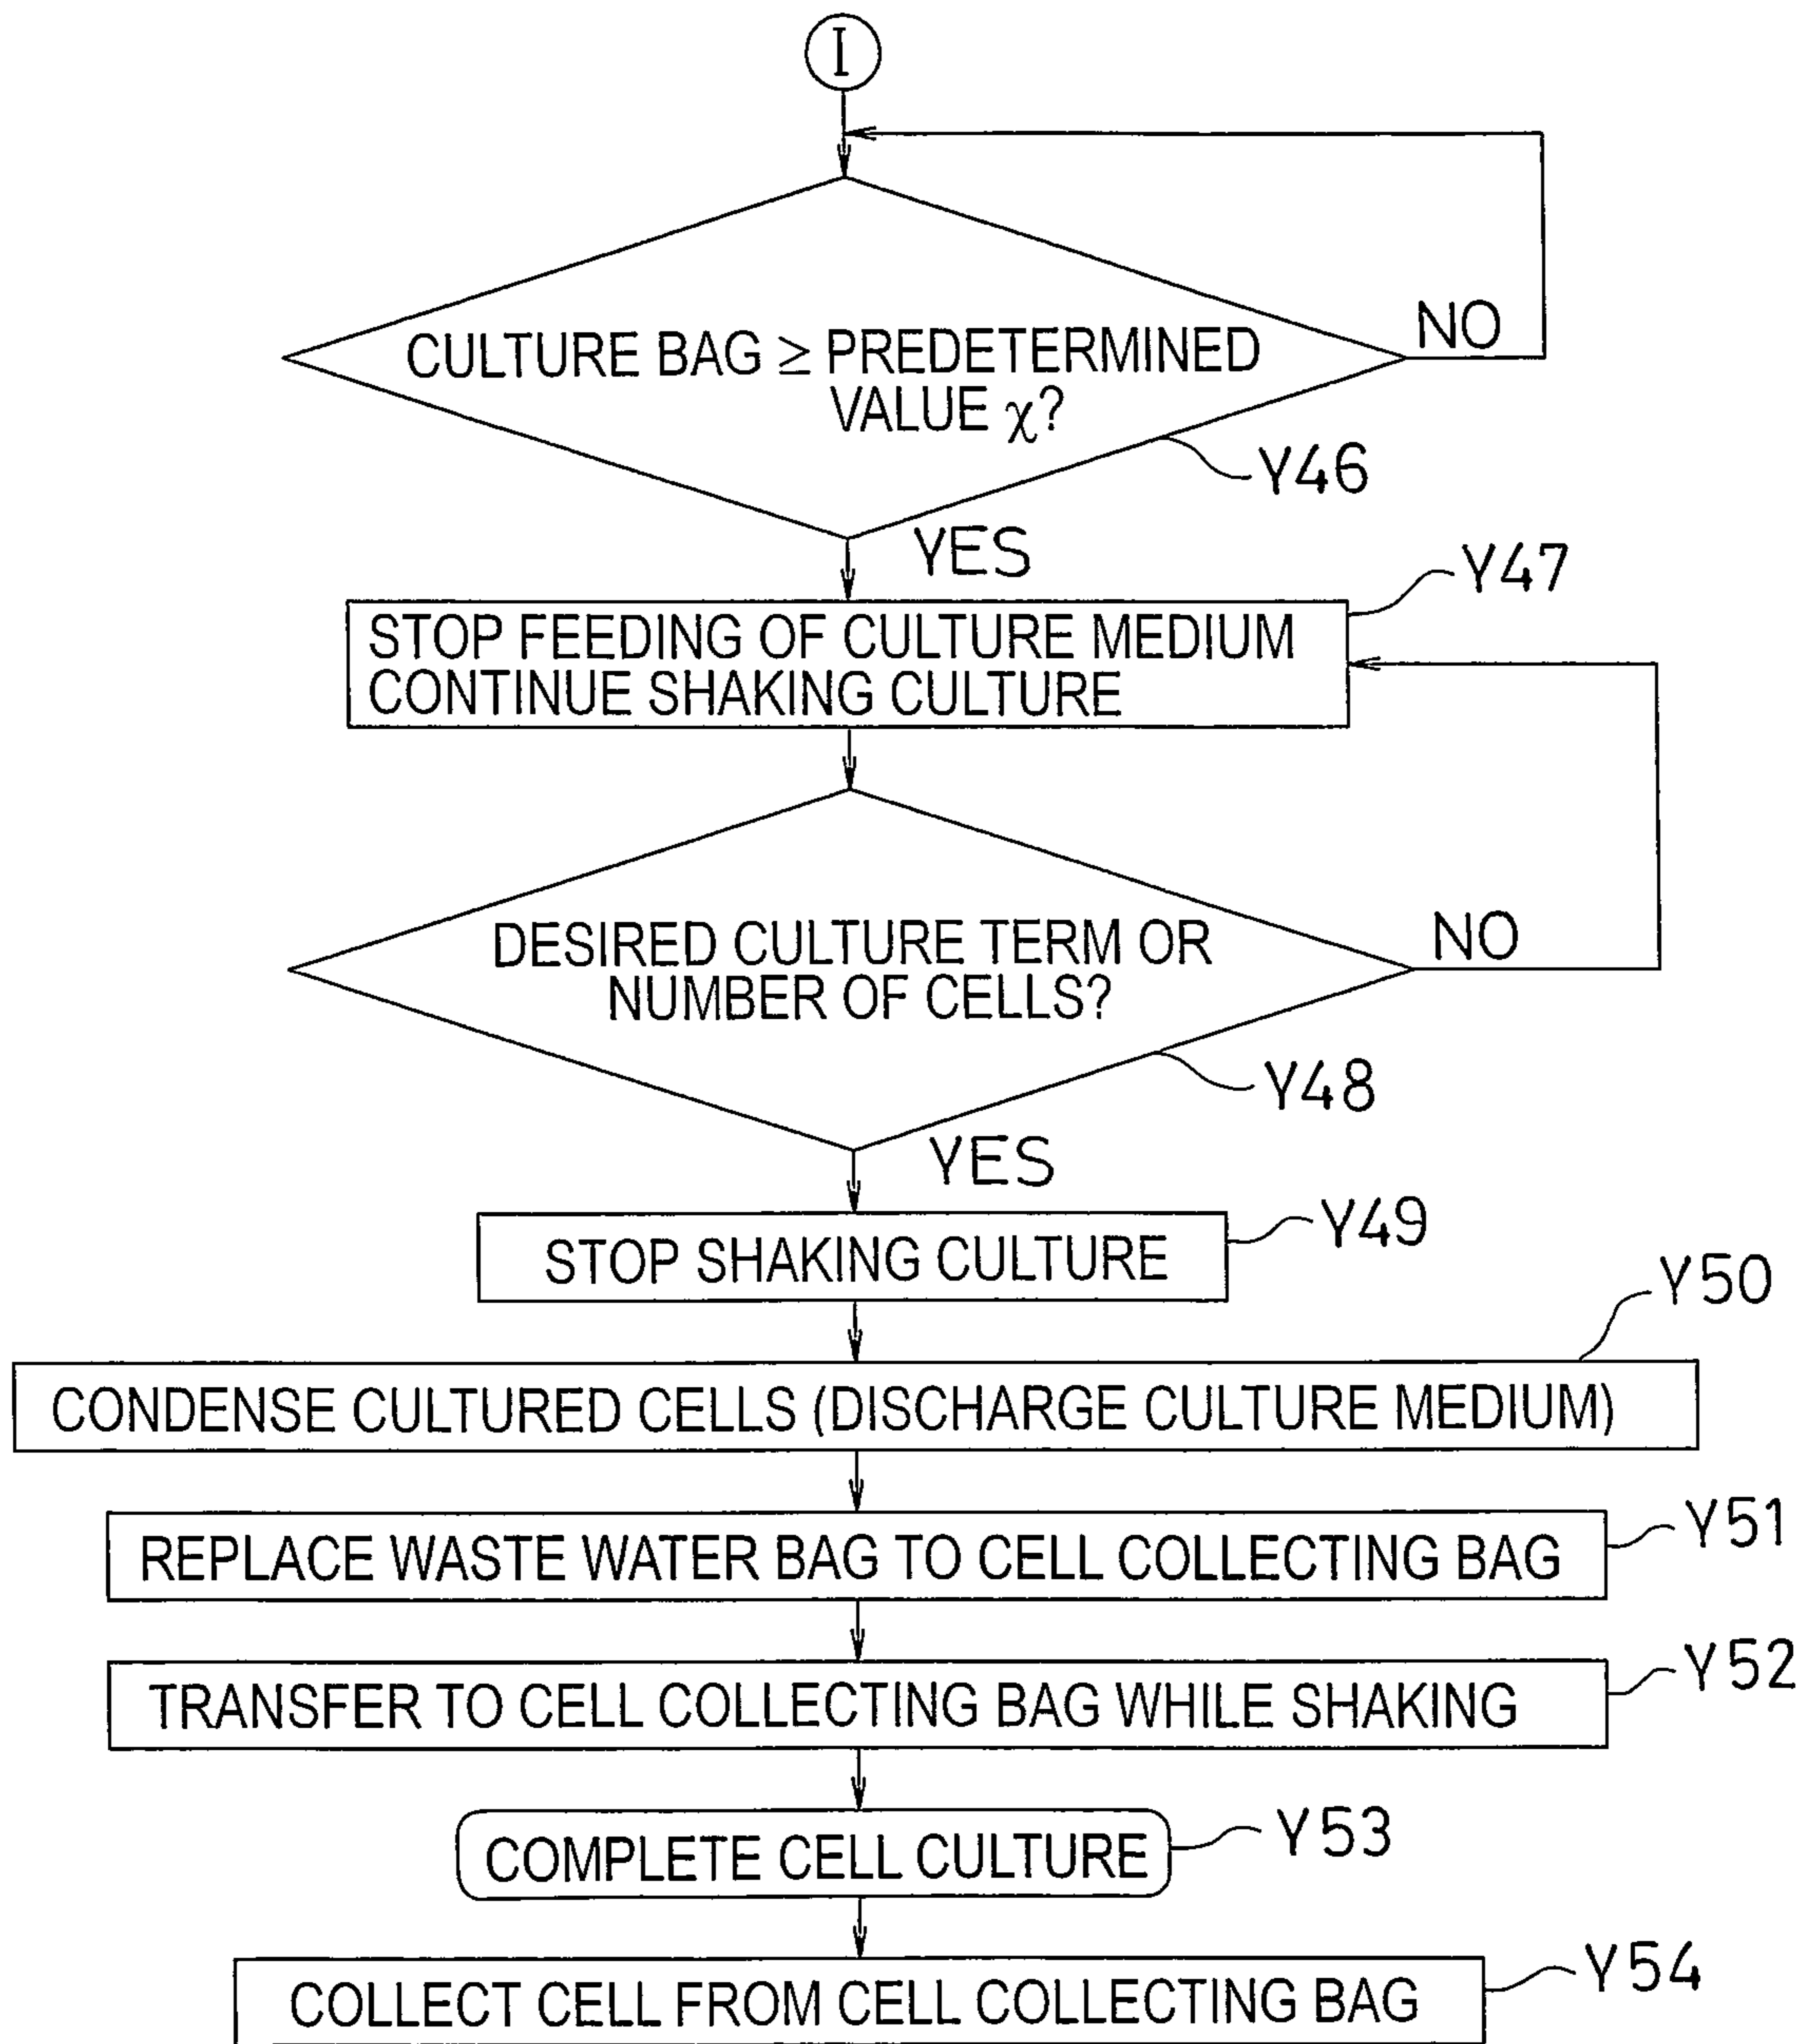 I
CULTURE BAG ≥ PREDETERMINED
VALUE χ?
NO
Y46
YES
Y47
STOP FEEDING OF CULTURE MEDIUM
CONTINUE SHAKING CULTURE
DESIRED CULTURE TERM OR
NUMBER OF CELLS?
NO
Y48
YES
Y49
STOP SHAKING CULTURE
Y50
CONDENSE CULTURED CELLS (DISCHARGE CULTURE MEDIUM)
Y51
REPLACE WASTE WATER BAG TO CELL COLLECTING BAG
Y52
TRANSFER TO CELL COLLECTING BAG WHILE SHAKING
Y53
COMPLETE CELL CULTURE
Y54
COLLECT CELL FROM CELL COLLECTING BAG